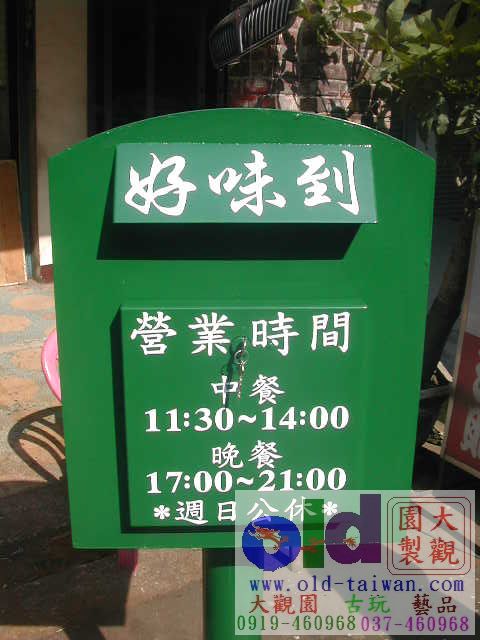 好味到
營業時間
中餐
11:30~14:00
晚餐
17:00~21:00
*週日公休*
old
大觀園製
www.old-taiwan.com
大觀園 古玩 藝品
0919-460968 037-460968